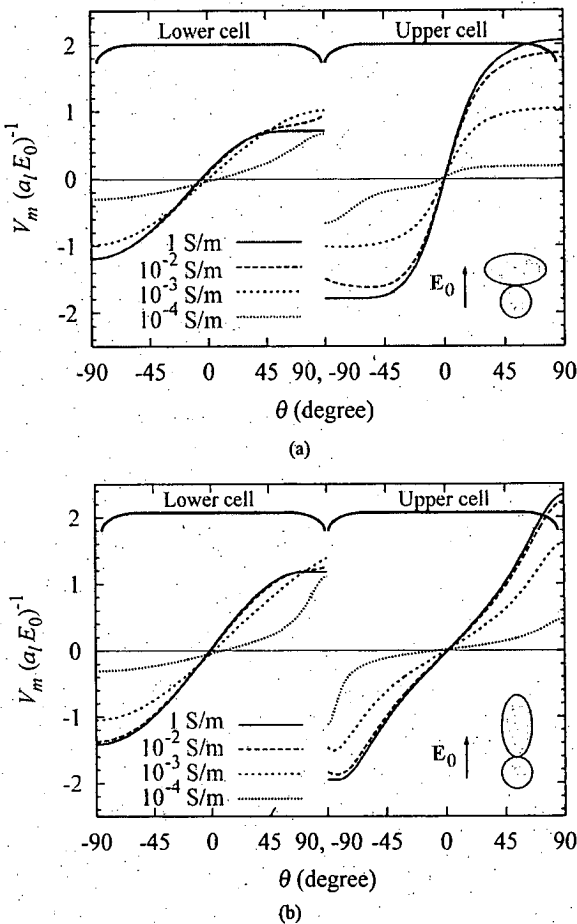 Lower cell Upper cell
2
1
0
-1
-2
V_m (a_l E_0)^-1
1 S/m
10^-2 S/m
10^-3 S/m
10^-4 S/m
E_0
-90 -45 0 45 90, -90 -45 0 45 90
θ (degree)
(a)
Lower cell Upper cell
2
1
0
-1
-2
V_m (a_l E_0)^-1
1 S/m
10^-2 S/m
10^-3 S/m
10^-4 S/m
E_0
-90 -45 0 45 90, -90 -45 0 45 90
θ (degree)
(b)